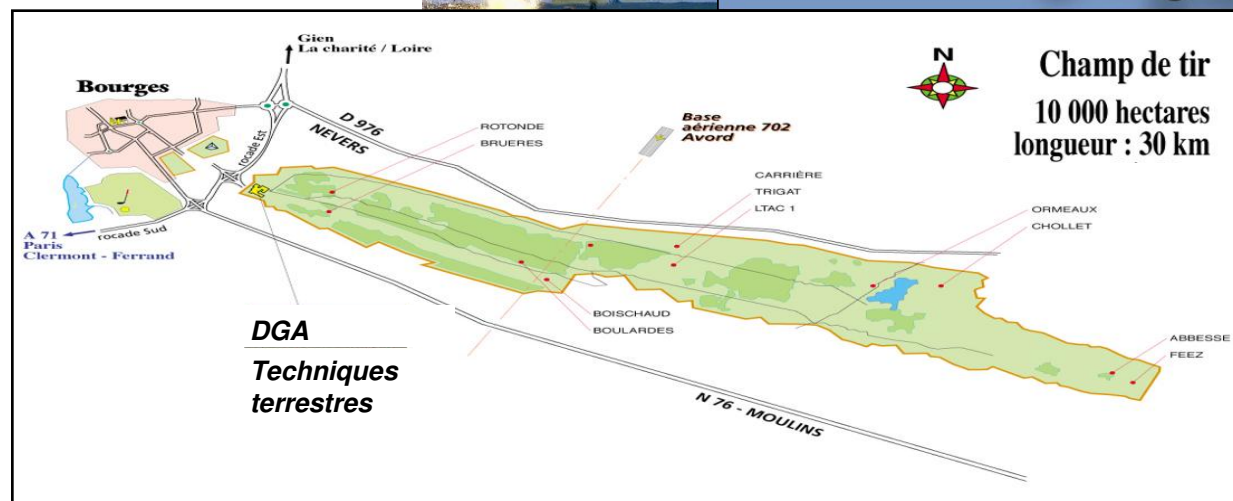 Gien
La charité / Loire
Bourges
N
Champ de tir
10 000 hectares
longueur : 30 km
D 976
NEVERS
rocade Est
ROTONDE
BRUERES
Base
aérienne 702
Avord
CARRIÈRE
TRIGAT
LTAC 1
ORMEAUX
CHOLLET
A 71
Paris
Clermont - Ferrand
rocade Sud
DGA
Techniques
terrestres
BOISCHAUD
BOULARDES
ABBESSE
FEEZ
N 76 - MOULINS